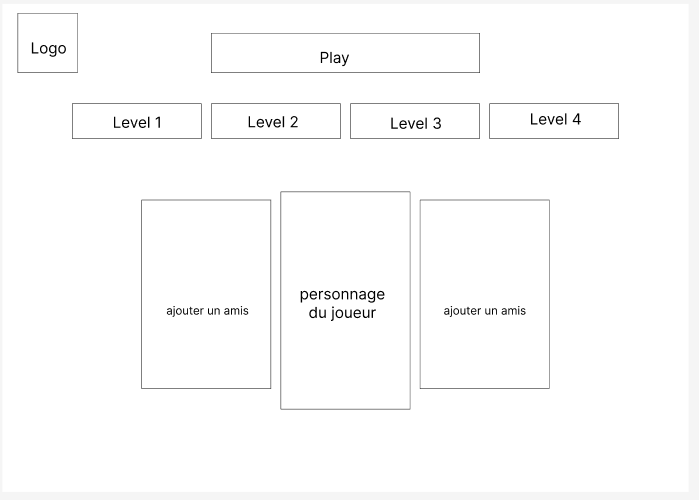 Logo
Play
Level 1
Level 2
Level 3
Level 4
ajouter un amis
personnage
du joueur
ajouter un amis